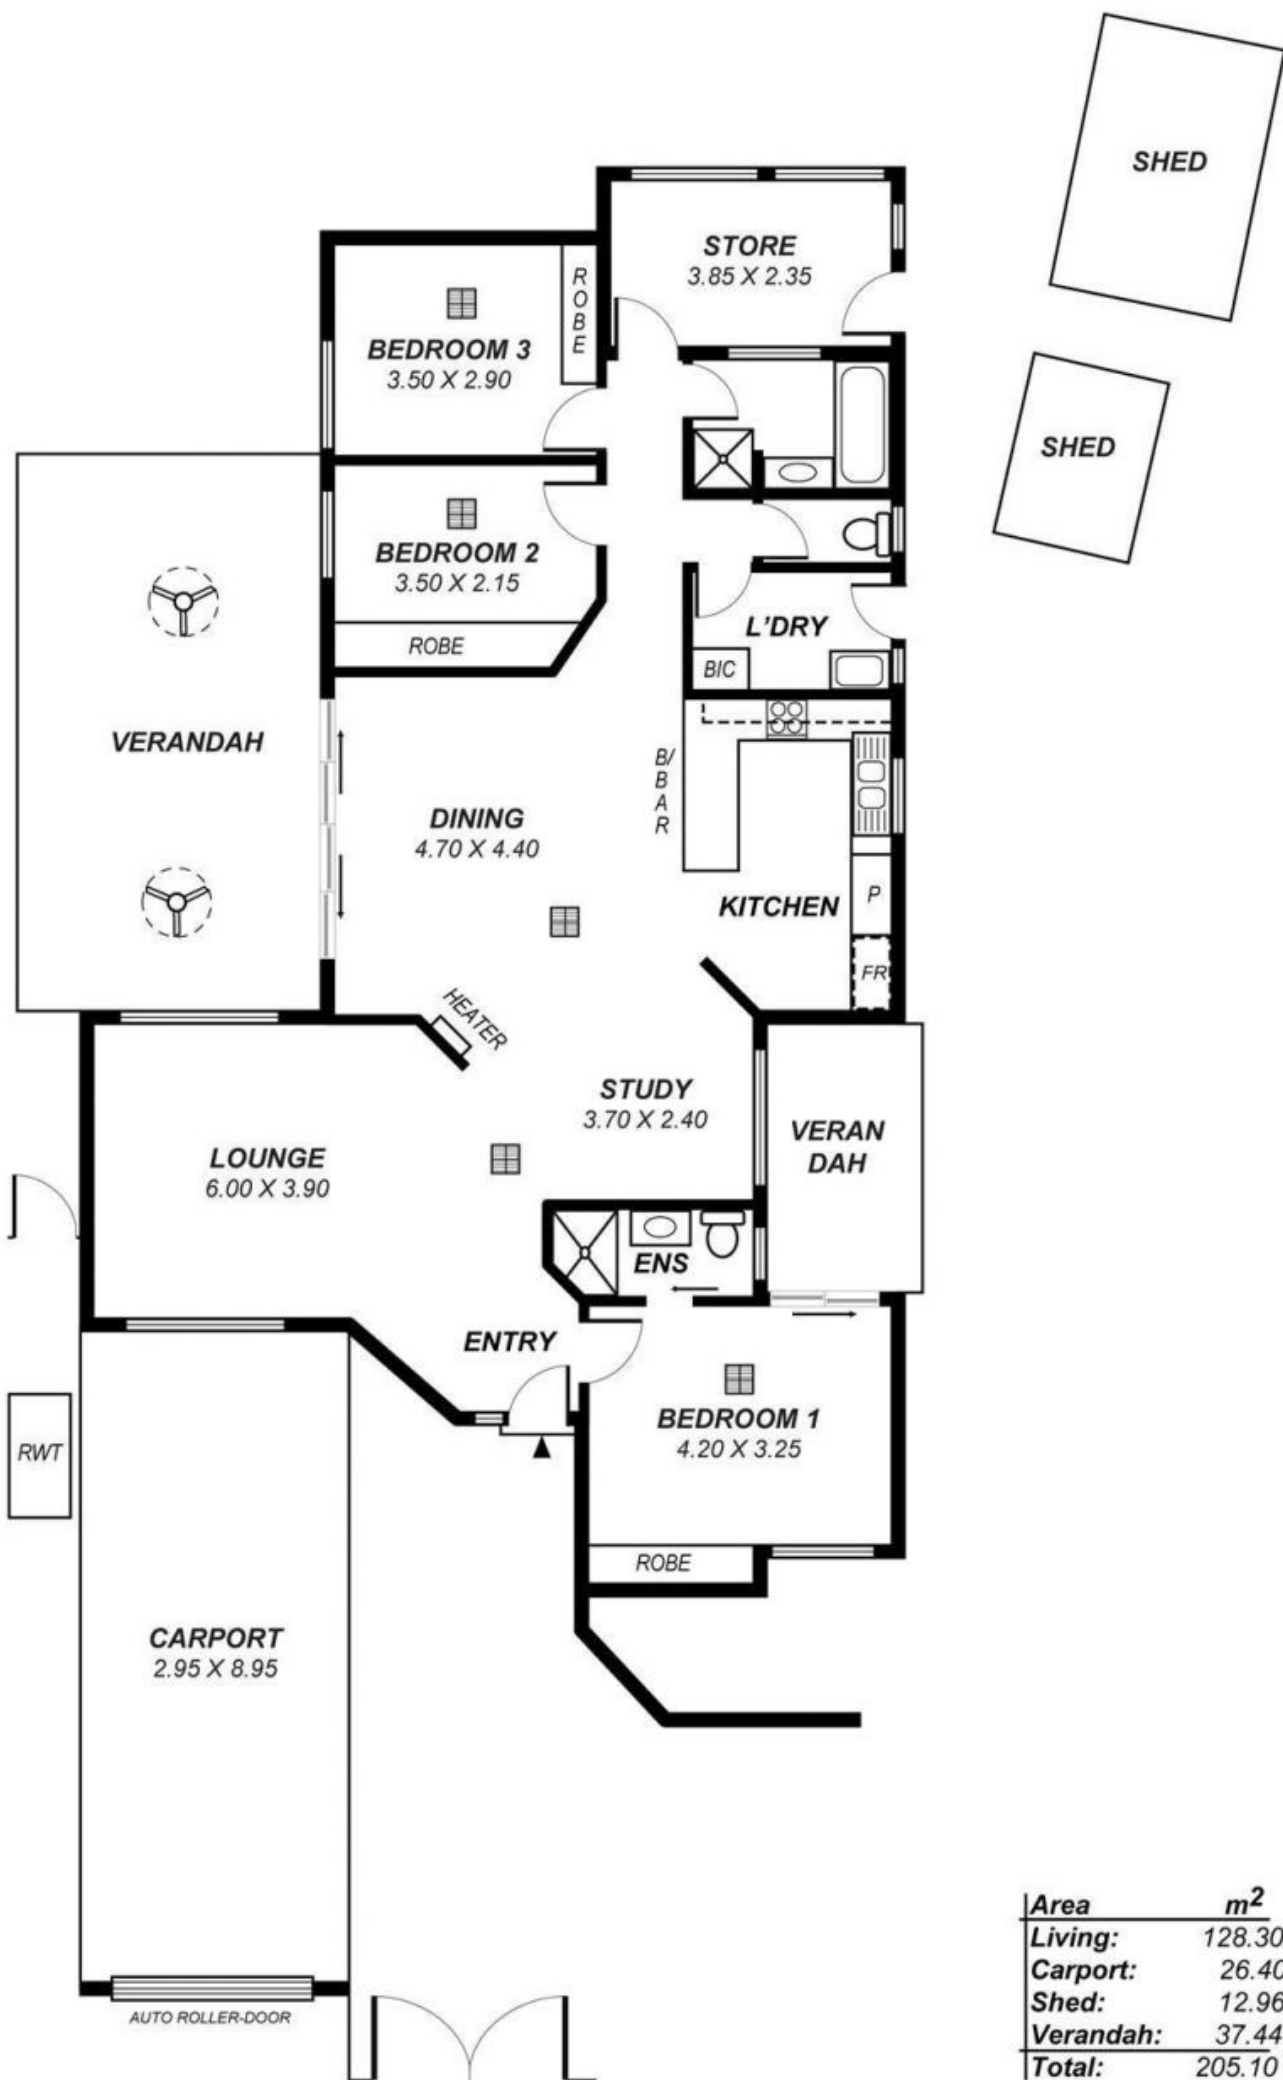 SHED
STORE
3.85 X 2.35
ROBE
BEDROOM 3
3.50 X 2.90
SHED
BEDROOM 2
3.50 X 2.15
ROBE
L'DRY
BIC
VERANDAH
B/BAR
DINING
4.70 X 4.40
KITCHEN
P
FR
HEATER
STUDY
3.70 X 2.40
VERAN
DAH
LOUNGE
6.00 X 3.90
ENS
ENTRY
BEDROOM 1
4.20 X 3.25
RWT
ROBE
CARPORT
2.95 X 8.95
AUTO ROLLER-DOOR
Area m²
Living: 128.30
Carport: 26.40
Shed: 12.96
Verandah: 37.44
Total: 205.10